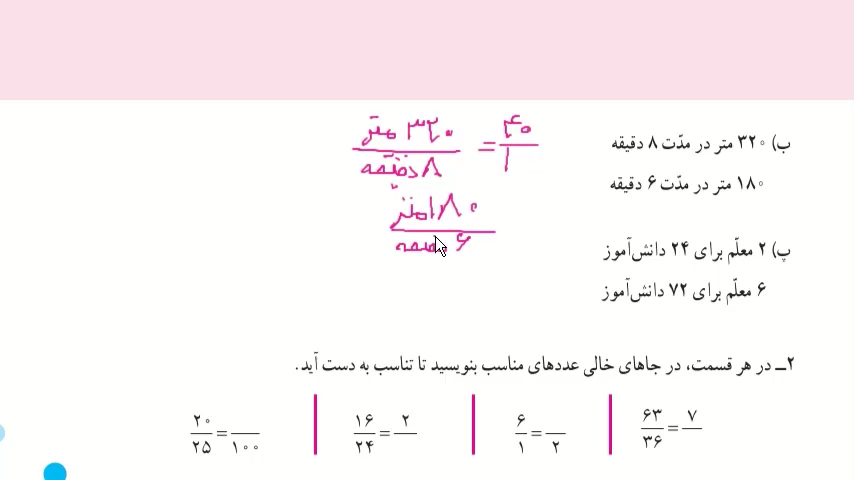 ۳۲۰ متر / ۸ دقیقه = ۴۰ / ۱
۱۸۰ متر / ۶ دقیقه
ب) ۳۲۰ متر در مدّت ۸ دقیقه
۱۸۰ متر در مدّت ۶ دقیقه
پ) ۲ معلّم برای ۲۴ دانش‌آموز
۶ معلّم برای ۷۲ دانش‌آموز
۲ــ در هر قسمت، در جاهای خالی عددهای مناسب بنویسید تا تناسب به دست آید.
۶۳/۳۶ = ۷/
۶/۱ = /۲
۱۶/۲۴ = ۲/
۲۰/۲۵ = /۱۰۰